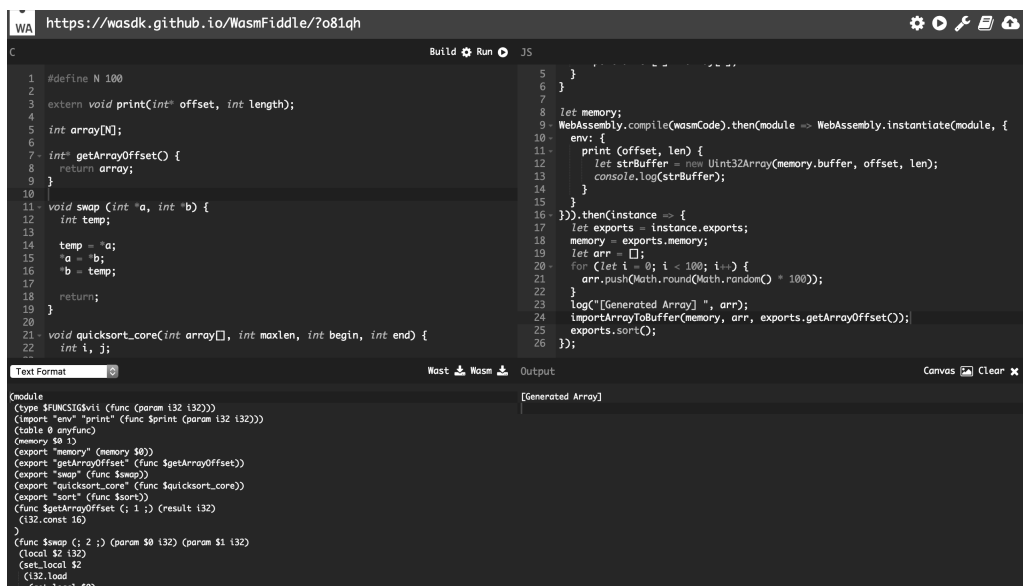 WA https://wasdk.github.io/WasmFiddle/?o81qh
C Build Run JS
1 #define N 100
2
3 extern void print(int* offset, int length);
4
5 int array[N];
6
7 int* getArrayOffset() {
8 return array;
9 }
10
11 void swap (int *a, int *b) {
12 int temp;
13
14 temp = *a;
15 *a = *b;
16 *b = temp;
17
18 return;
19 }
20
21 void quicksort_core(int array[], int maxlen, int begin, int end) {
22 int i, j;
5 }
6 }
7
8 let memory;
9 WebAssembly.compile(wasmCode).then(module => WebAssembly.instantiate(module, {
10 env: {
11 print (offset, len) {
12 let strBuffer = new Uint32Array(memory.buffer, offset, len);
13 console.log(strBuffer);
14 }
15 }
16 })).then(instance => {
17 let exports = instance.exports;
18 memory = exports.memory;
19 let arr = [];
20 for (let i = 0; i < 100; i++) {
21 arr.push(Math.round(Math.random() * 100));
22 }
23 log("[Generated Array] ", arr);
24 importArrayToBuffer(memory, arr, exports.getArrayOffset());
25 exports.sort();
26 });
Text Format Wast Wasm
(module
(type $FUNCSIG$vii (func (param i32 i32)))
(import "env" "print" (func $print (param i32 i32)))
(table 0 anyfunc)
(memory $0 1)
(export "memory" (memory $0))
(export "getArrayOffset" (func $getArrayOffset))
(export "swap" (func $swap))
(export "quicksort_core" (func $quicksort_core))
(export "sort" (func $sort))
(func $getArrayOffset (; 1 ;) (result i32)
(i32.const 16)
)
(func $swap (; 2 ;) (param $0 i32) (param $1 i32)
(local $2 i32)
(set_local $2
(i32.load
Output Canvas Clear
[Generated Array]